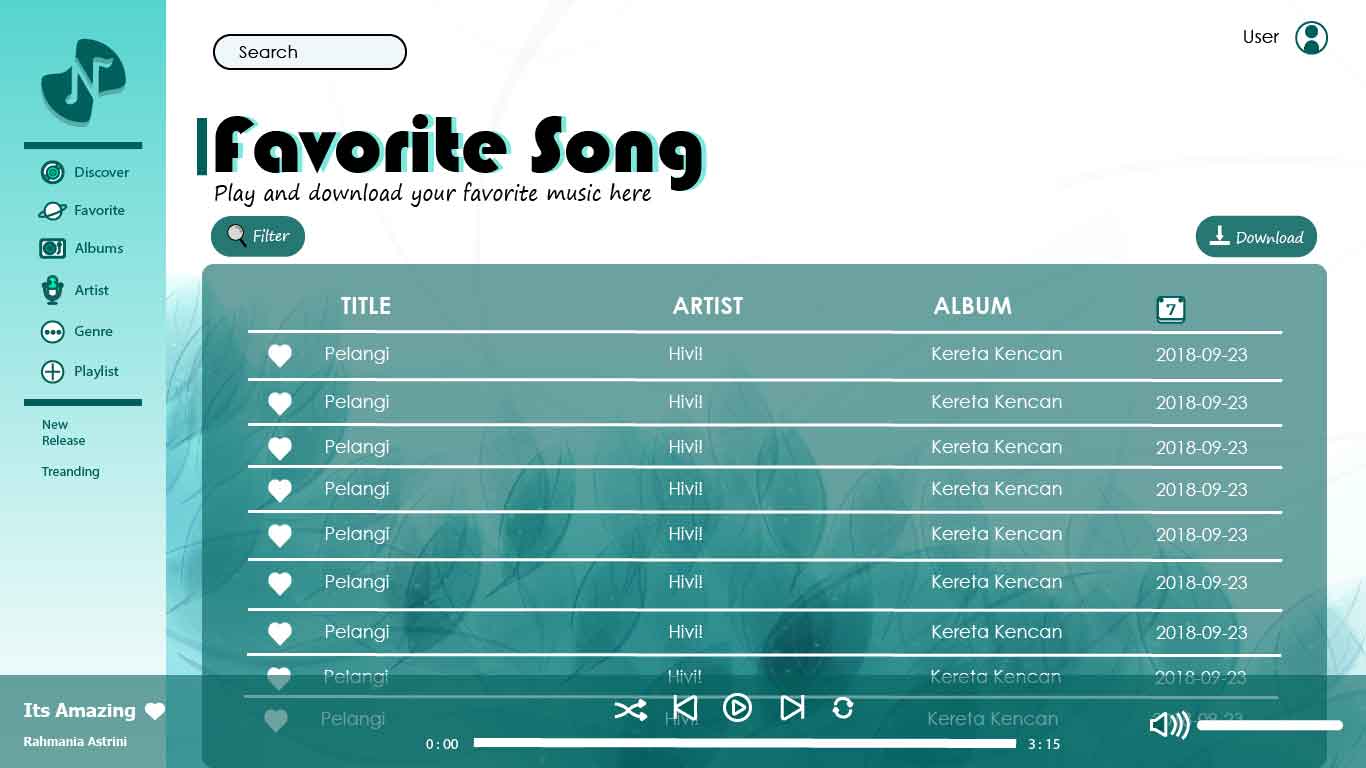 Search
User
Favorite Song
Play and download your favorite music here
Filter
Download
Discover
Favorite
Albums
Artist
Genre
Playlist
New
Release
Treanding
TITLE ARTIST ALBUM 7
Pelangi Hivi! Kereta Kencan 2018-09-23
Pelangi Hivi! Kereta Kencan 2018-09-23
Pelangi Hivi! Kereta Kencan 2018-09-23
Pelangi Hivi! Kereta Kencan 2018-09-23
Pelangi Hivi! Kereta Kencan 2018-09-23
Pelangi Hivi! Kereta Kencan 2018-09-23
Pelangi Hivi! Kereta Kencan 2018-09-23
Pelangi Hivi! Kereta Kencan 2018-09-23
Pelangi Hivi! Kereta Kencan
Its Amazing
Rahmania Astrini
0:00 3:15